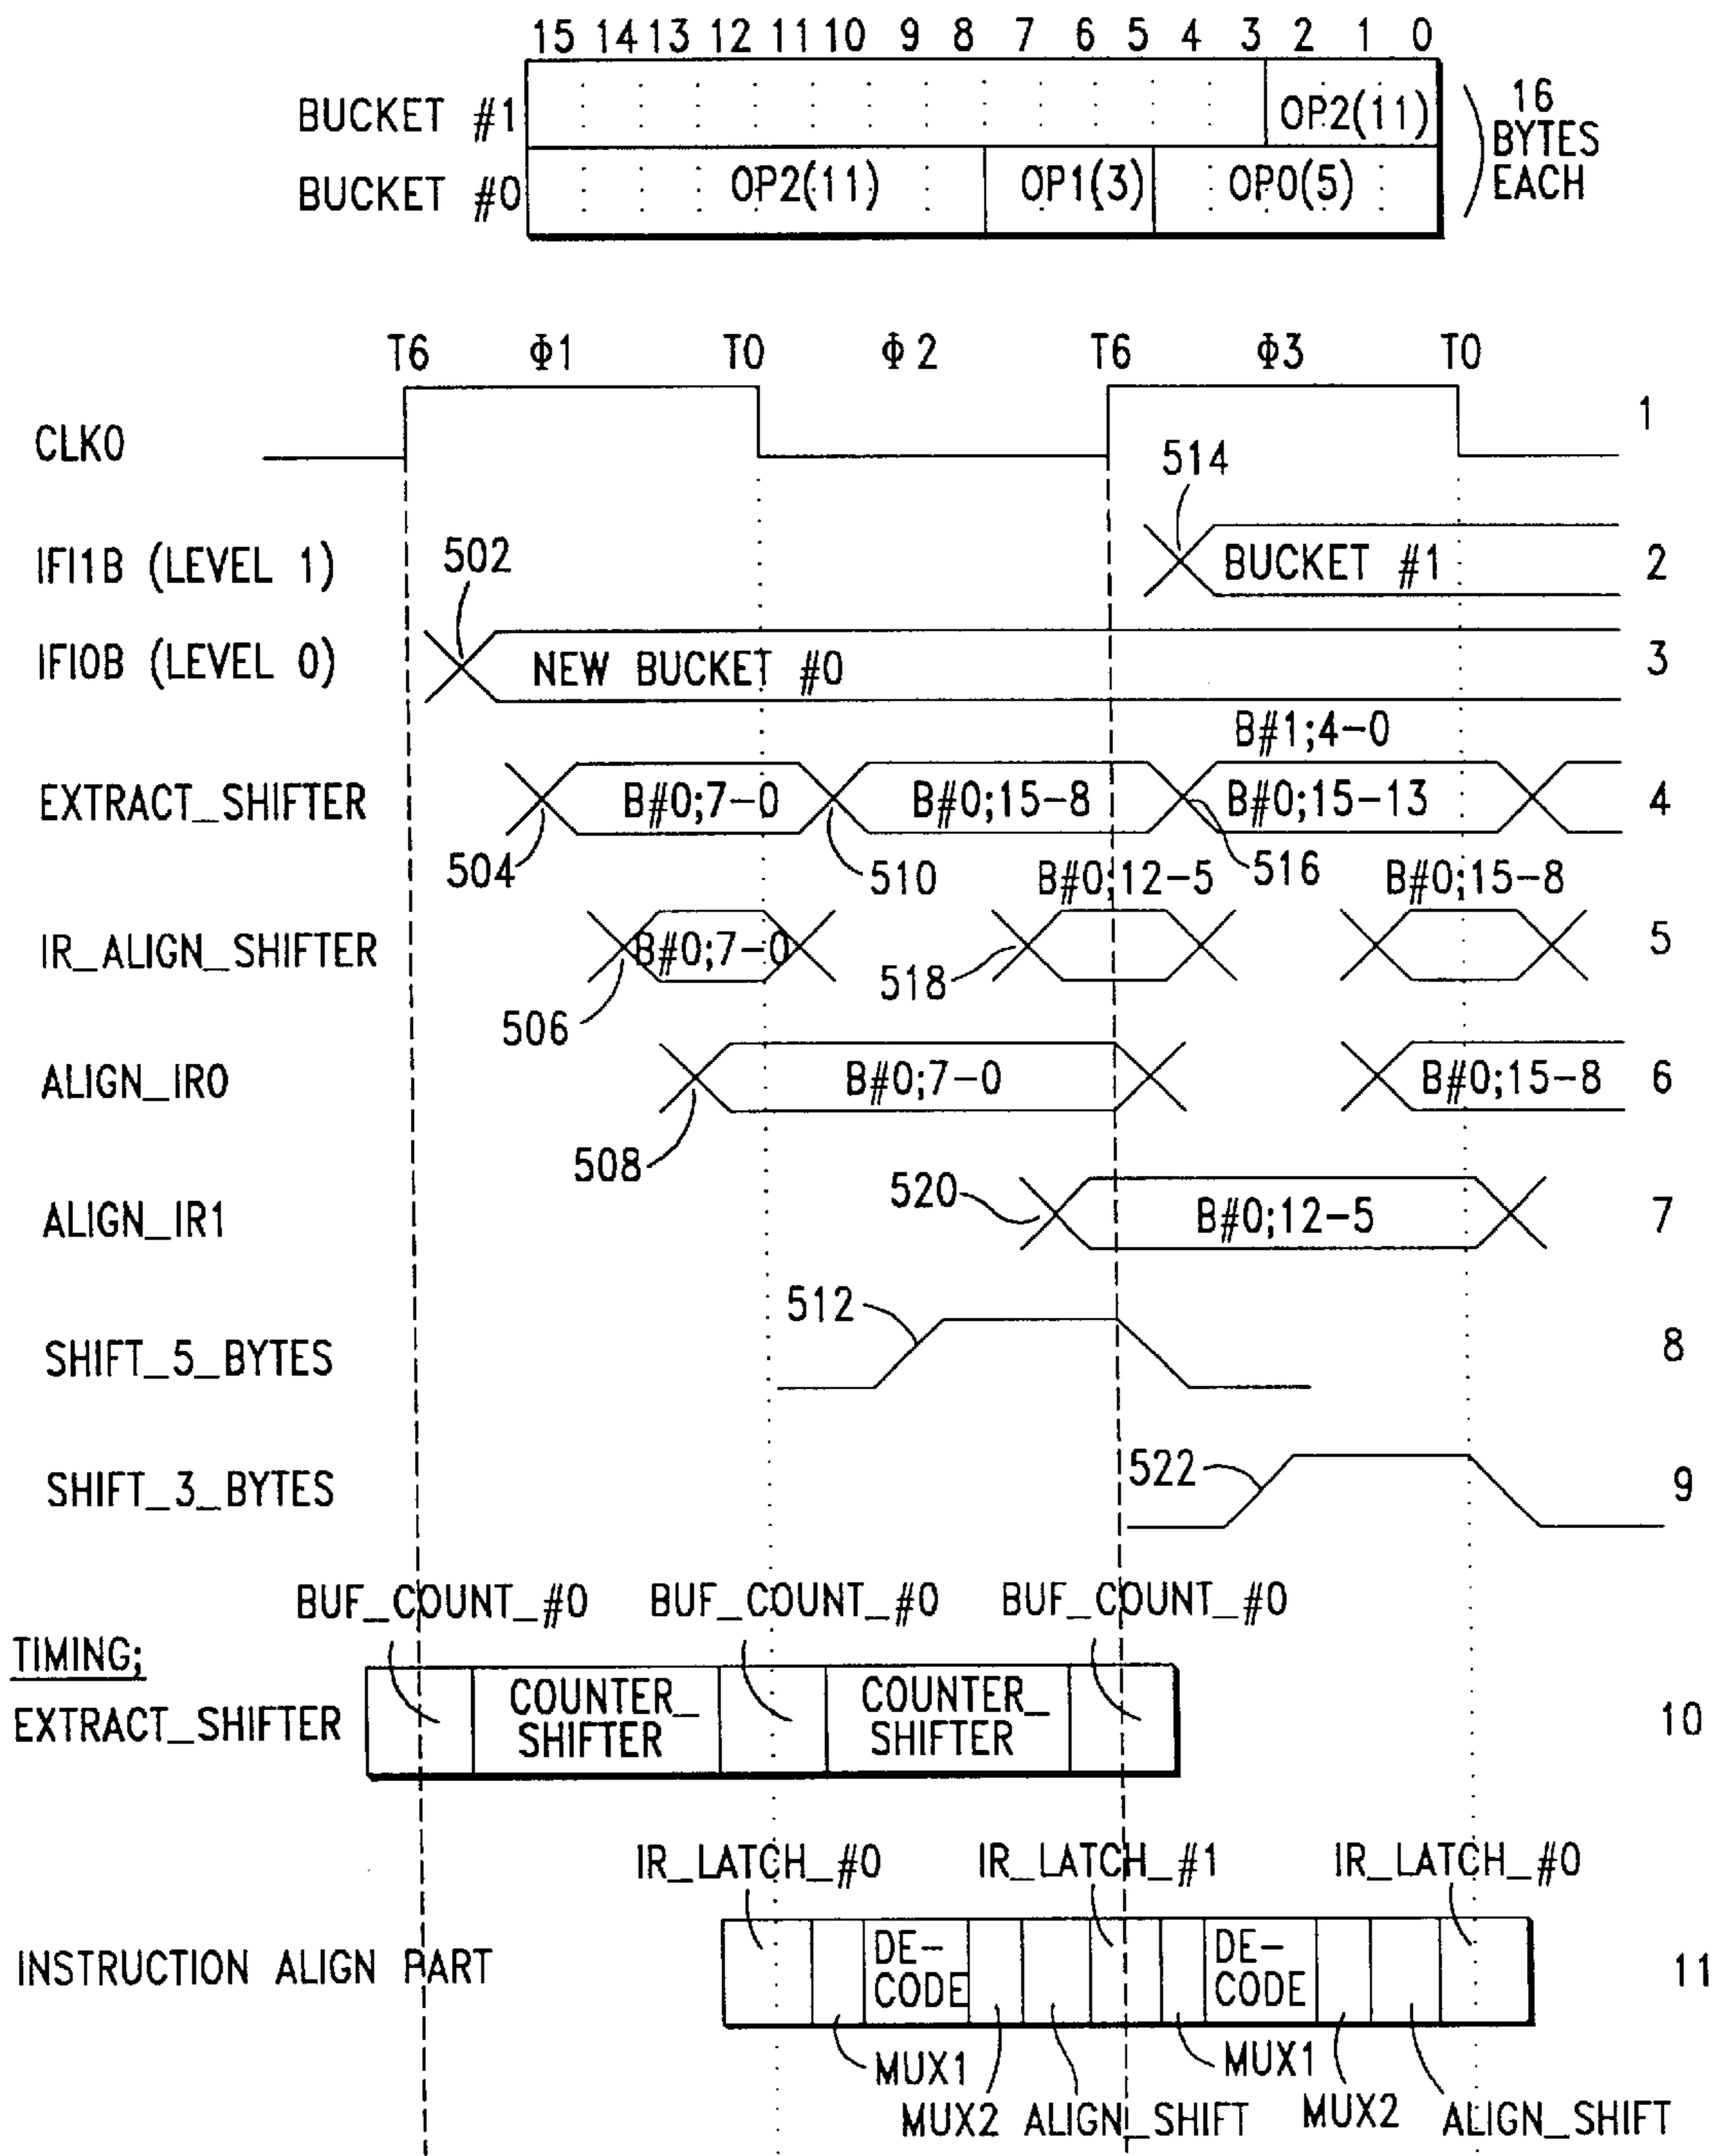 15 14 13 12 11 10 9 8 7 6 5 4 3 2 1 0
BUCKET #1
OP2(11)
16
BYTES
EACH
BUCKET #0
OP2(11)
OP1(3)
OP0(5)
T6 Φ1 T0 Φ2 T6 Φ3 T0
CLK0
1
514
IFI1B (LEVEL 1)
502
BUCKET #1
2
IFI0B (LEVEL 0)
NEW BUCKET #0
3
B#1;4-0
EXTRACT_SHIFTER
B#0;7-0
B#0;15-8
B#0;15-13
4
504
510
516
B#0;12-5
B#0;15-8
IR_ALIGN_SHIFTER
B#0;7-0
5
506
518
ALIGN_IR0
B#0;7-0
B#0;15-8
6
508
520
ALIGN_IR1
B#0;12-5
7
512
SHIFT_5_BYTES
8
522
SHIFT_3_BYTES
9
BUF_COUNT_#0 BUF_COUNT_#0 BUF_COUNT_#0
TIMING;
EXTRACT_SHIFTER
COUNTER_
SHIFTER
COUNTER_
SHIFTER
10
IR_LATCH_#0 IR_LATCH_#1 IR_LATCH_#0
INSTRUCTION ALIGN PART
DE-
CODE
DE-
CODE
11
MUX1
MUX1
MUX2 ALIGN_SHIFT MUX2 ALIGN_SHIFT